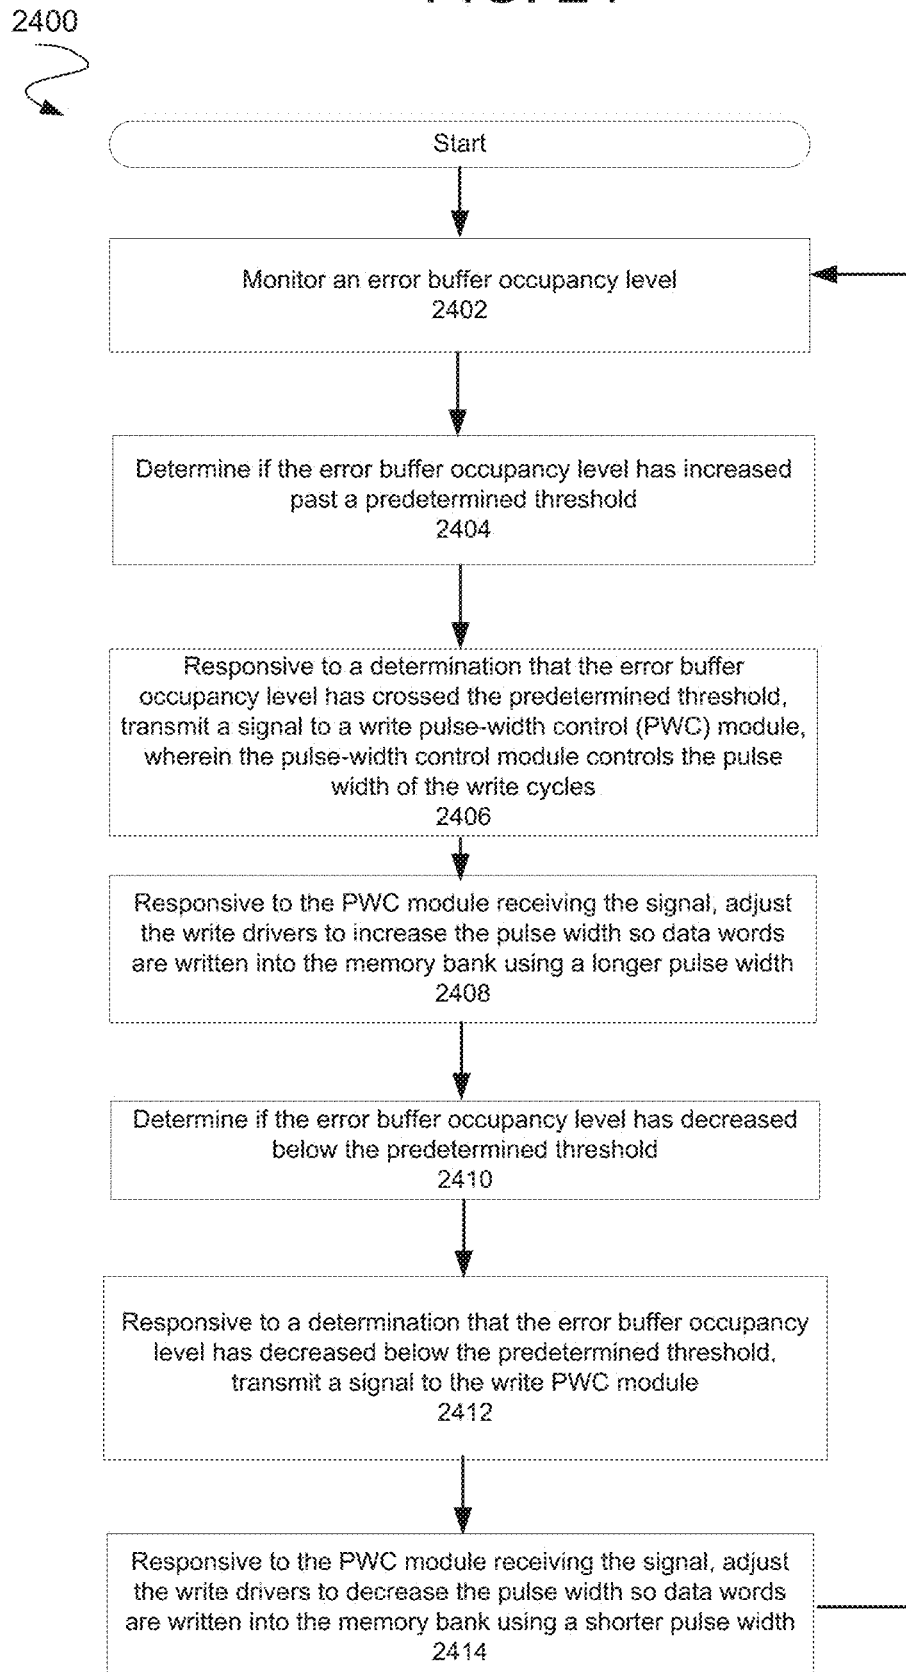 2400
Start
Monitor an error buffer occupancy level
2402
Determine if the error buffer occupancy level has increased
past a predetermined threshold
2404
Responsive to a determination that the error buffer
occupancy level has crossed the predetermined threshold,
transmit a signal to a write pulse-width control (PWC) module,
wherein the pulse-width control module controls the pulse
width of the write cycles
2406
Responsive to the PWC module receiving the signal, adjust
the write drivers to increase the pulse width so data words
are written into the memory bank using a longer pulse width
2408
Determine if the error buffer occupancy level has decreased
below the predetermined threshold
2410
Responsive to a determination that the error buffer occupancy
level has decreased below the predetermined threshold,
transmit a signal to the write PWC module
2412
Responsive to the PWC module receiving the signal, adjust
the write drivers to decrease the pulse width so data words
are written into the memory bank using a shorter pulse width
2414